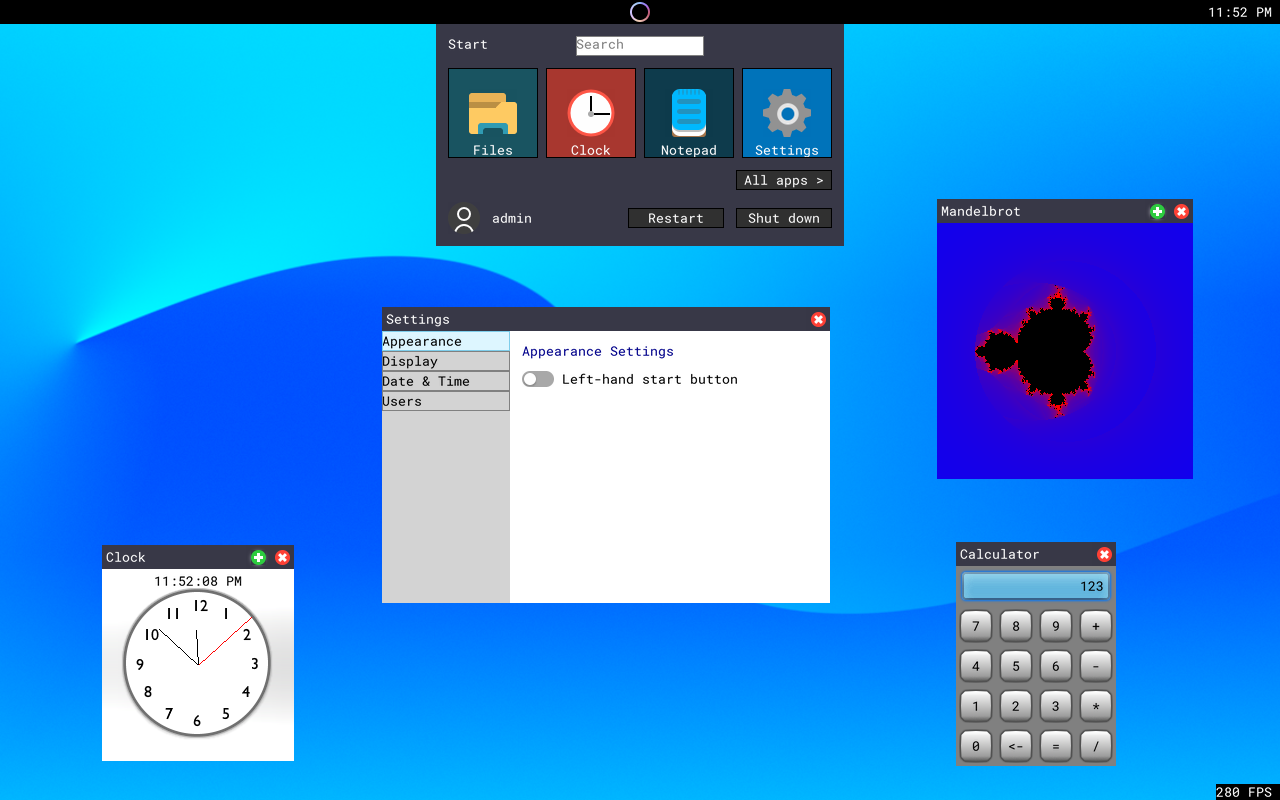 11:52 PM
Start
Search
Files
Clock
Notepad
Settings
All apps >
admin
Restart
Shut down
Mandelbrot
Settings
Appearance
Display
Date & Time
Users
Appearance Settings
Left-hand start button
Clock
11:52:08 PM
12
11
1
10
2
9
3
8
4
7
5
6
Calculator
123
7 8 9 +
4 5 6 -
1 2 3 *
0 <- = /
280 FPS